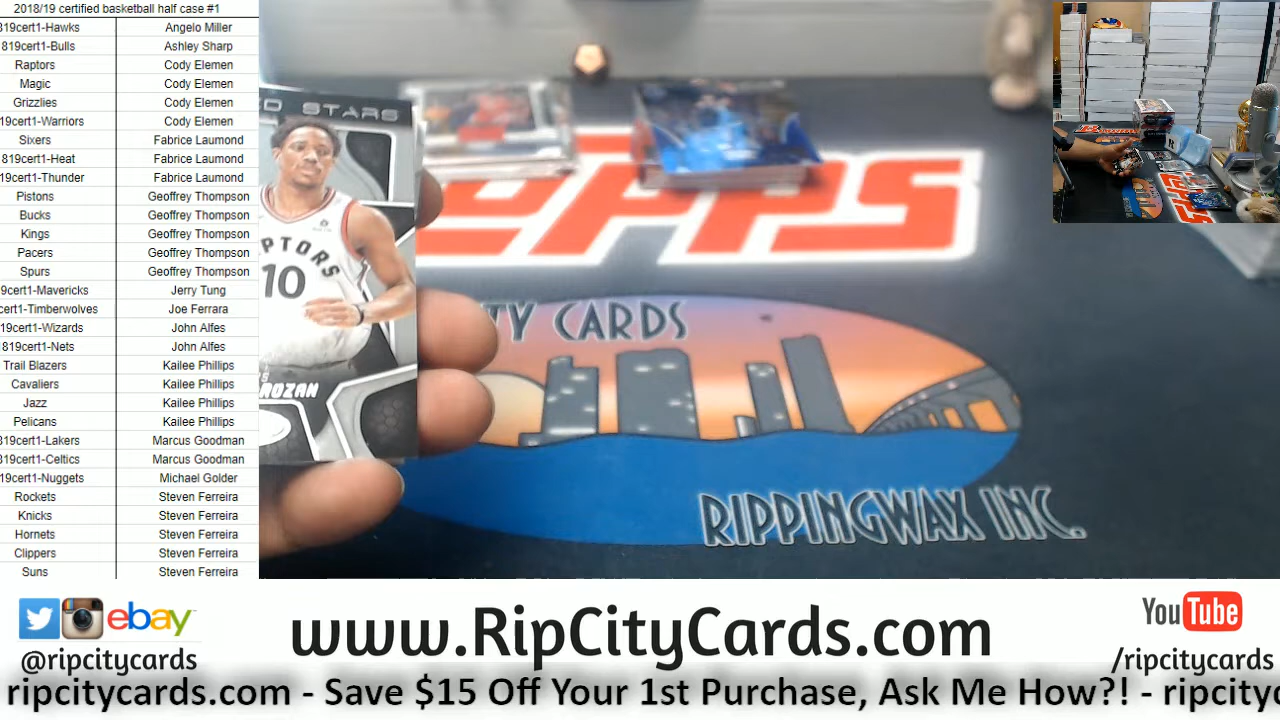 2018/19 certified basketball half case #1
819cert1-Hawks Angelo Miller
819cert1-Bulls Ashley Sharp
Raptors Cody Elemen
Magic Cody Elemen
Grizzlies Cody Elemen
19cert1-Warriors Cody Elemen
Sixers Fabrice Laumond
819cert1-Heat Fabrice Laumond
19cert1-Thunder Fabrice Laumond
Pistons Geoffrey Thompson
Bucks Geoffrey Thompson
Kings Geoffrey Thompson
Pacers Geoffrey Thompson
Spurs Geoffrey Thompson
9cert1-Mavericks Jerry Tung
cert1-Timberwolves Joe Ferrara
19cert1-Wizards John Alfes
819cert1-Nets John Alfes
Trail Blazers Kailee Phillips
Cavaliers Kailee Phillips
Jazz Kailee Phillips
Pelicans Kailee Phillips
819cert1-Lakers Marcus Goodman
819cert1-Celtics Marcus Goodman
19cert1-Nuggets Michael Golder
Rockets Steven Ferreira
Knicks Steven Ferreira
Hornets Steven Ferreira
Clippers Steven Ferreira
Suns Steven Ferreira
D STARS
PTORS
10
ROZAN
OPPS
TY CARDS
RIPPINGWAX INC.
ebay
@ripcitycards
www.RipCityCards.com
YouTube
/ripcitycards
ripcitycards.com - Save $15 Off Your 1st Purchase, Ask Me How?! - ripcity